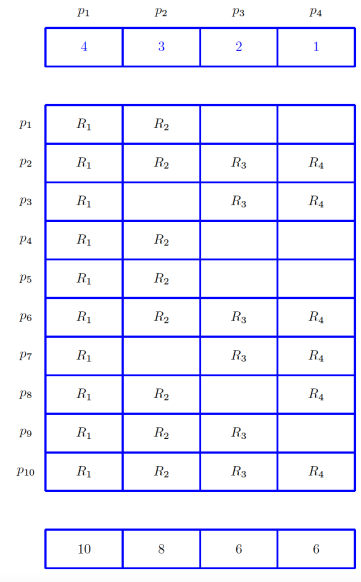 p₁ p₂ p₃ p₄
4 3 2 1
p₁ R₁ R₂
p₂ R₁ R₂ R₃ R₄
p₃ R₁ R₃ R₄
p₄ R₁ R₂
p₅ R₁ R₂
p₆ R₁ R₂ R₃ R₄
p₇ R₁ R₃ R₄
p₈ R₁ R₂ R₄
p₉ R₁ R₂ R₃
p₁₀ R₁ R₂ R₃ R₄
10 8 6 6